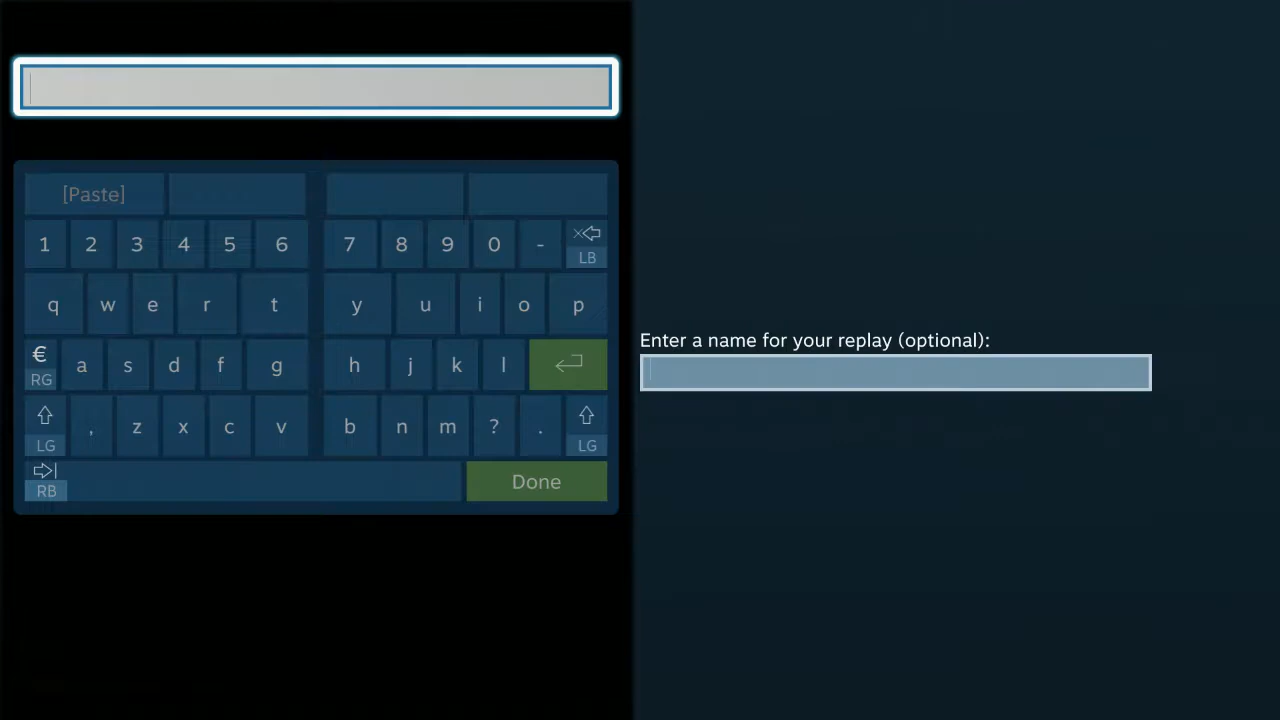 [Paste]
1 2 3 4 5 6 7 8 9 0 -
LB
q w e r t y u i o p
€ a s d f g h j k l
RG
, z x c v b n m ? .
LG LG
RB
Done
Enter a name for your replay (optional):